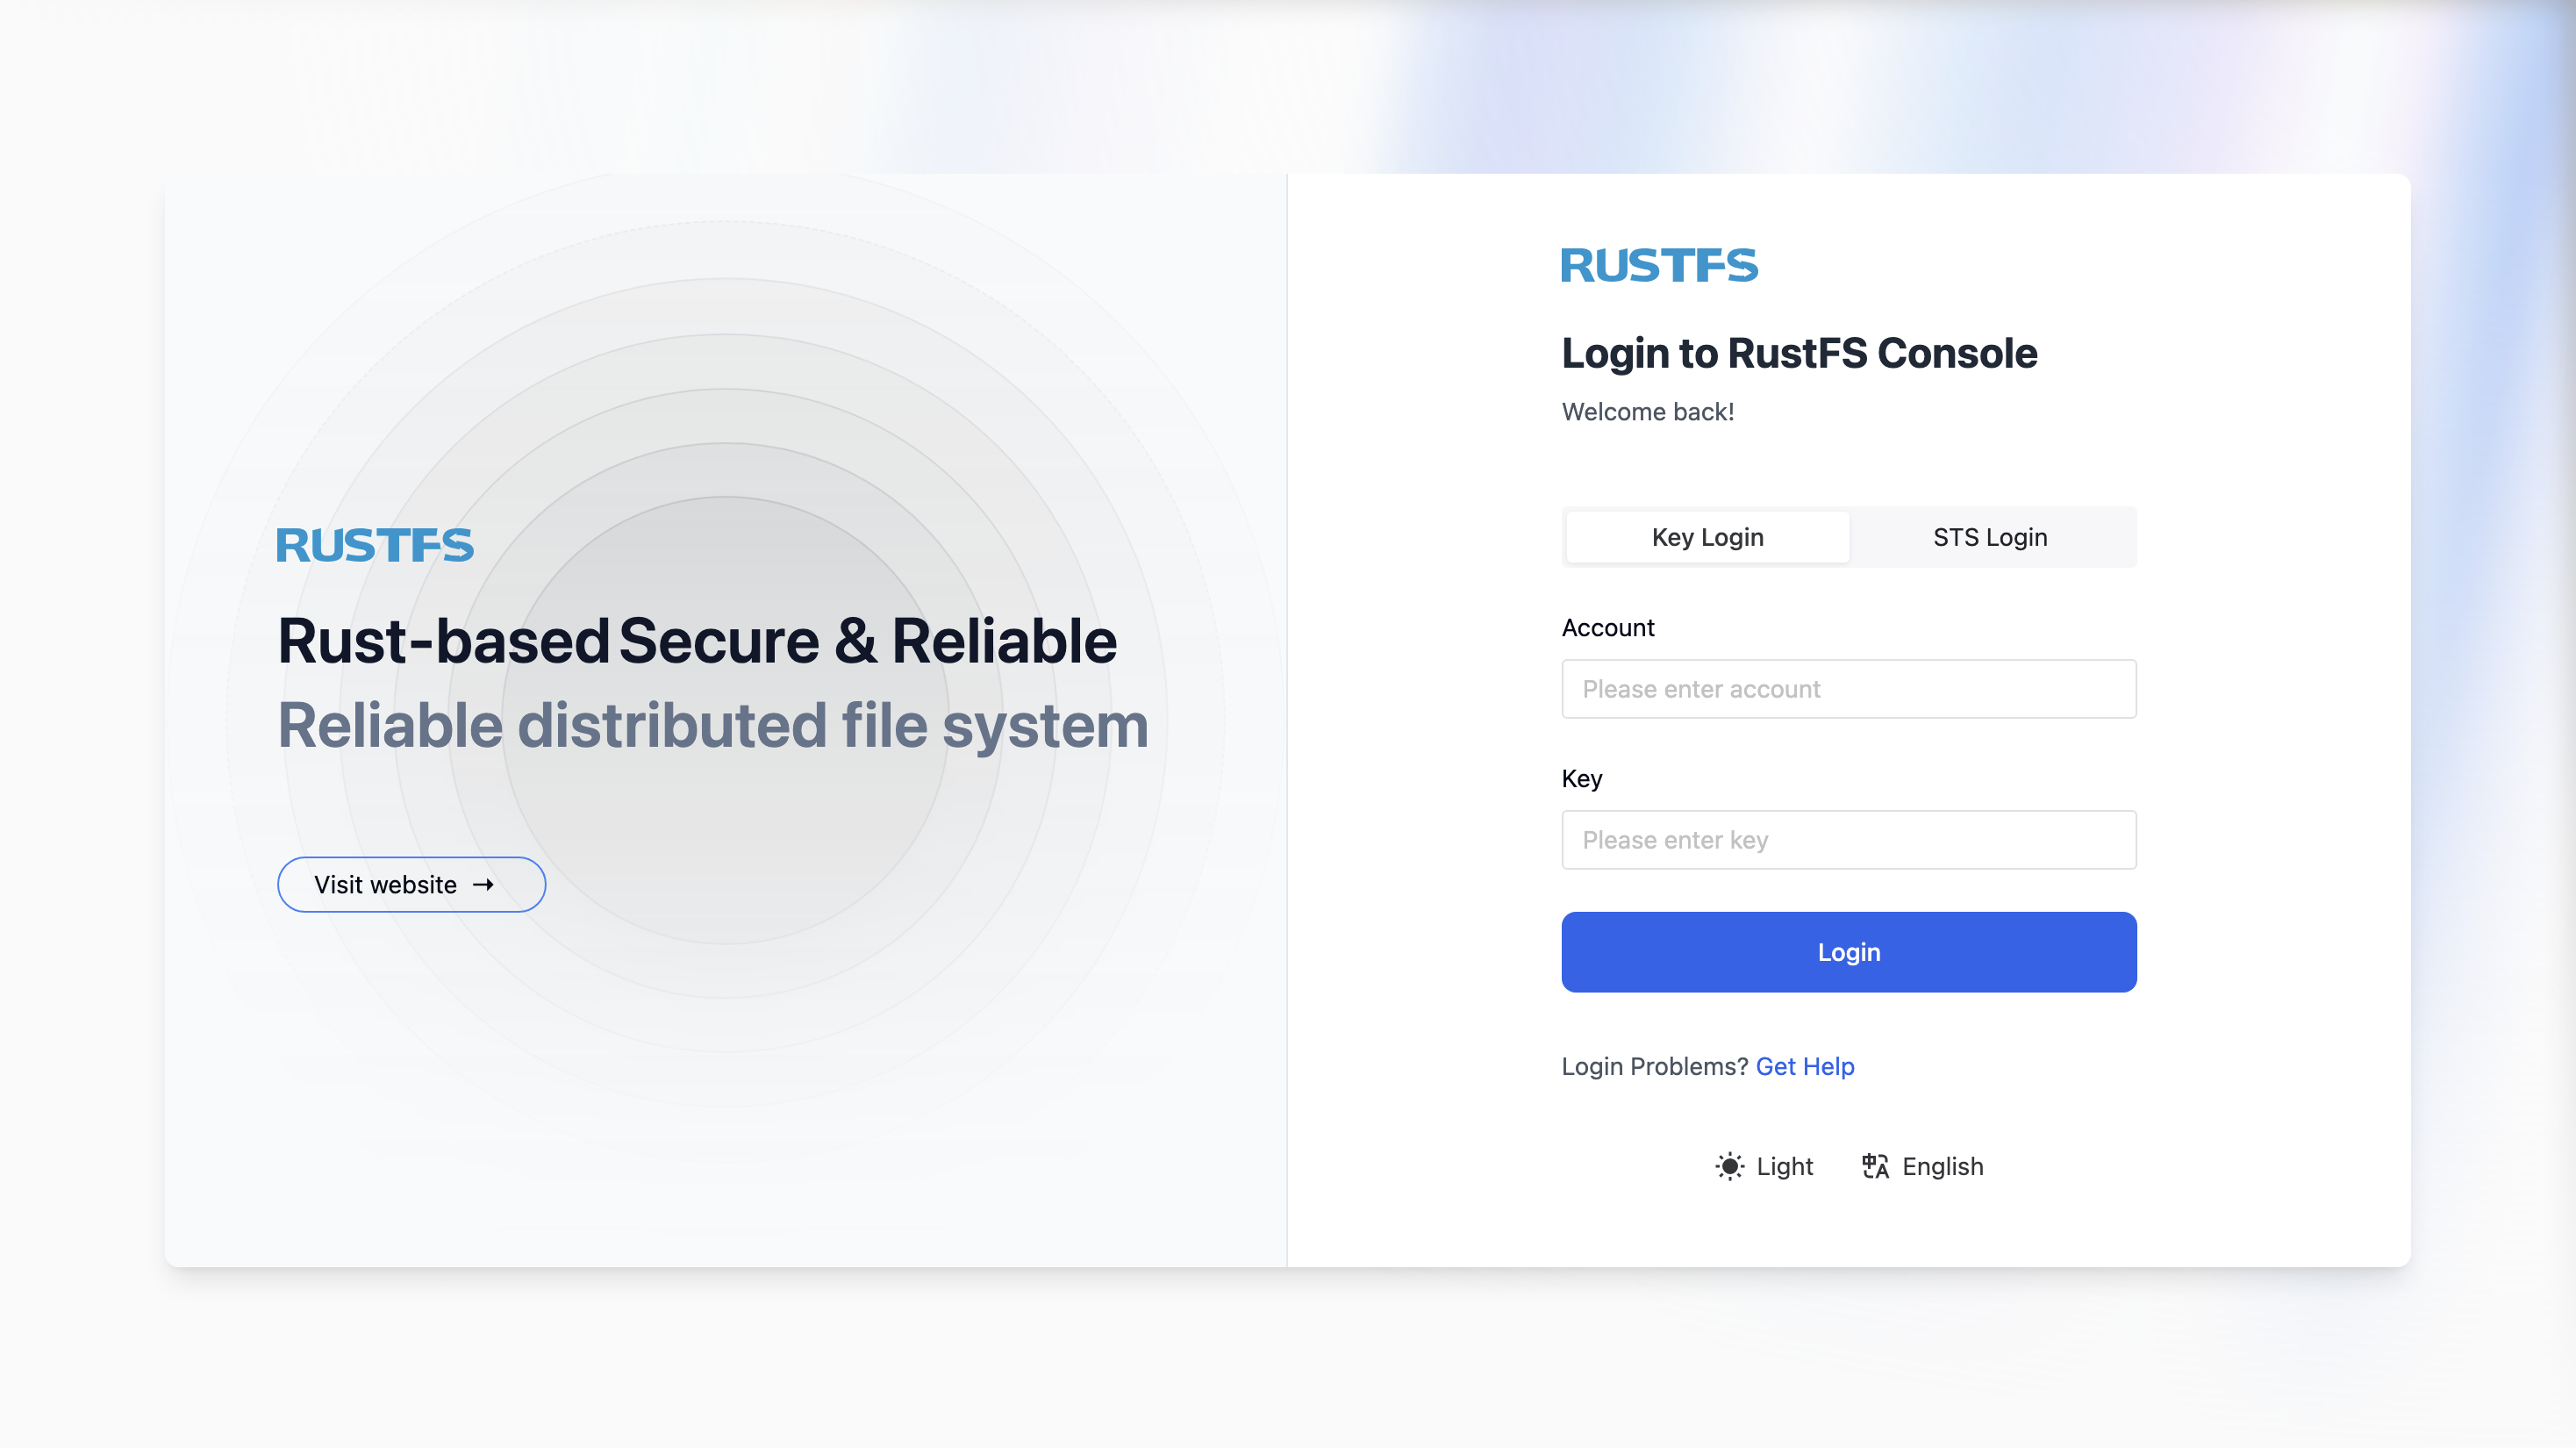 RUSTFS
Rust-based Secure & Reliable
Reliable distributed file system
Visit website →
RUSTFS
Login to RustFS Console
Welcome back!
Key Login
STS Login
Account
Please enter account
Key
Please enter key
Login
Login Problems? Get Help
Light
English